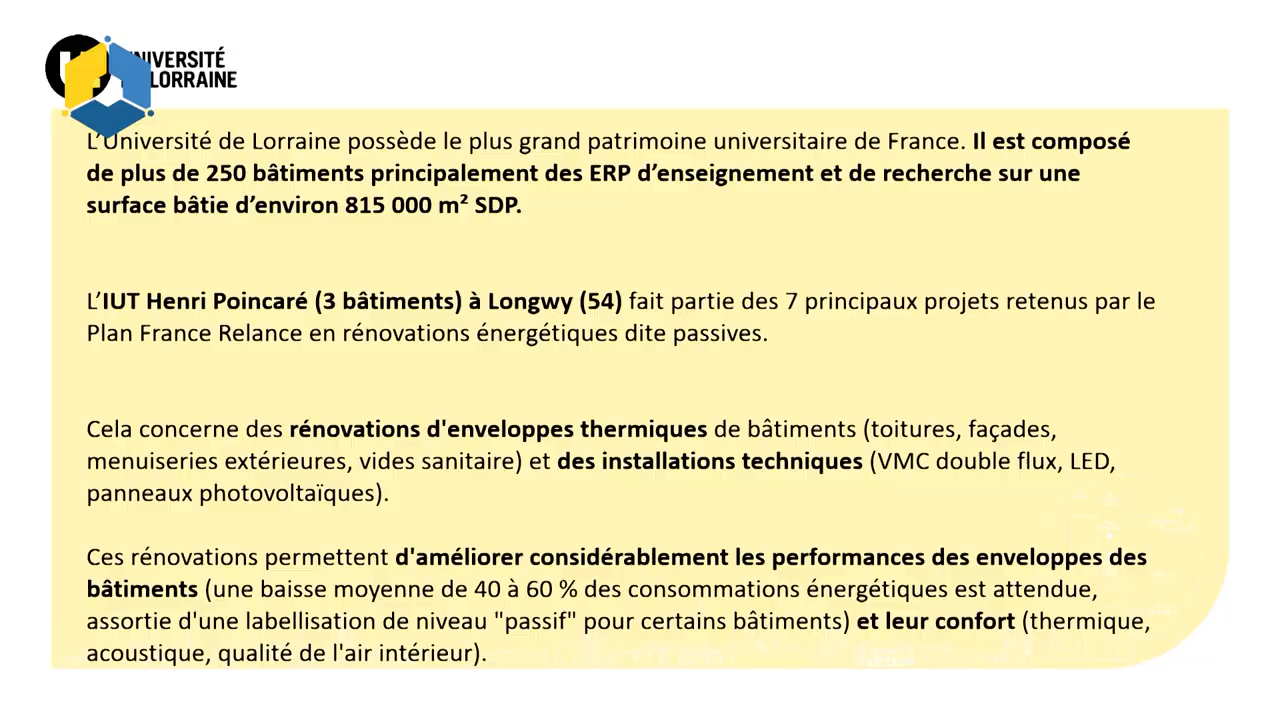 UNIVERSITÉ
LORRAINE
L'Université de Lorraine possède le plus grand patrimoine universitaire de France. Il est composé
de plus de 250 bâtiments principalement des ERP d'enseignement et de recherche sur une
surface bâtie d'environ 815 000 m² SDP.
L'IUT Henri Poincaré (3 bâtiments) à Longwy (54) fait partie des 7 principaux projets retenus par le
Plan France Relance en rénovations énergétiques dite passives.
Cela concerne des rénovations d'enveloppes thermiques de bâtiments (toitures, façades,
menuiseries extérieures, vides sanitaire) et des installations techniques (VMC double flux, LED,
panneaux photovoltaïques).
Ces rénovations permettent d'améliorer considérablement les performances des enveloppes des
bâtiments (une baisse moyenne de 40 à 60 % des consommations énergétiques est attendue,
assortie d'une labellisation de niveau "passif" pour certains bâtiments) et leur confort (thermique,
acoustique, qualité de l'air intérieur).